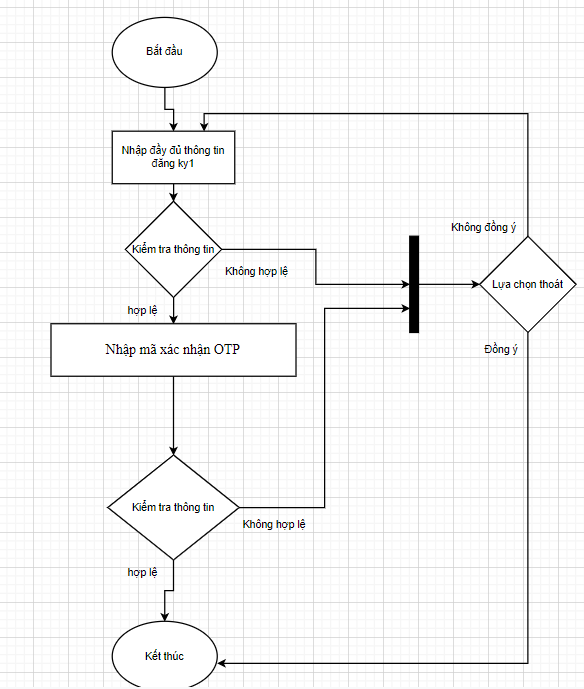 Bắt đầu
Nhập đầy đủ thông tin
đăng ky1
Kiểm tra thông tin
Không hợp lệ
hợp lệ
Nhập mã xác nhận OTP
Kiểm tra thông tin
Không hợp lệ
hợp lệ
Kết thúc
Không đồng ý
Lựa chọn thoát
Đồng ý